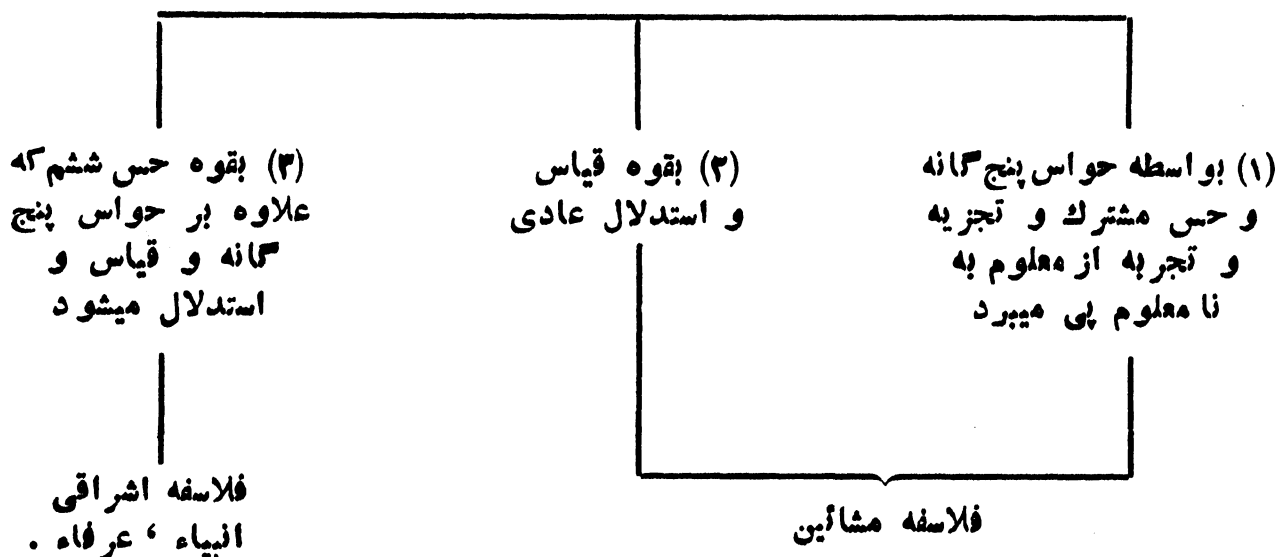 (۱) بواسطه حواس پنج گانه
و حس مشترك و تجزیه
و تجربه از معلوم به
نا معلوم پی میبرد
(۲) بقوه قیاس
و استدلال عادی
(۳) بقوه حس ششم که
علاوه بر حواس پنج
گانه و قیاس و
استدلال میشود
فلاسفه مشائین
فلاسفه اشراقی
انبیاء ، عرفاء .